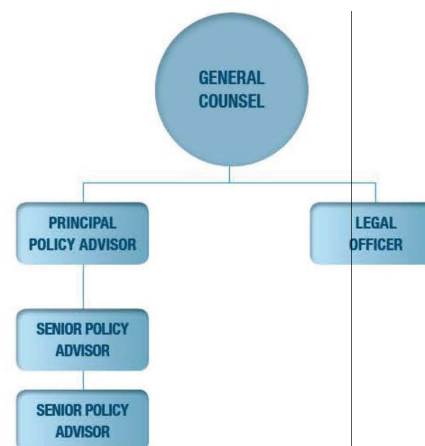 GENERAL
COUNSEL
PRINCIPAL
POLICY ADVISOR
LEGAL
OFFICER
SENIOR POLICY
ADVISOR
SENIOR POLICY
ADVISOR